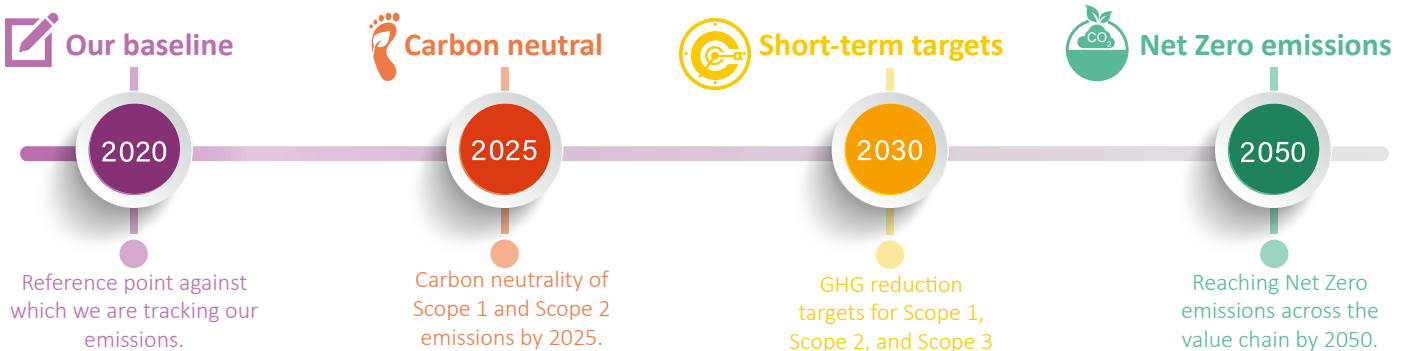 Our baseline
Carbon neutral
Short-term targets
CO2
Net Zero emissions
2020
2025
2030
2050
Reference point against
which we are tracking our
emissions.
Carbon neutrality of
Scope 1 and Scope 2
emissions by 2025.
GHG reduction
targets for Scope 1,
Scope 2, and Scope 3
Reaching Net Zero
emissions across the
value chain by 2050.